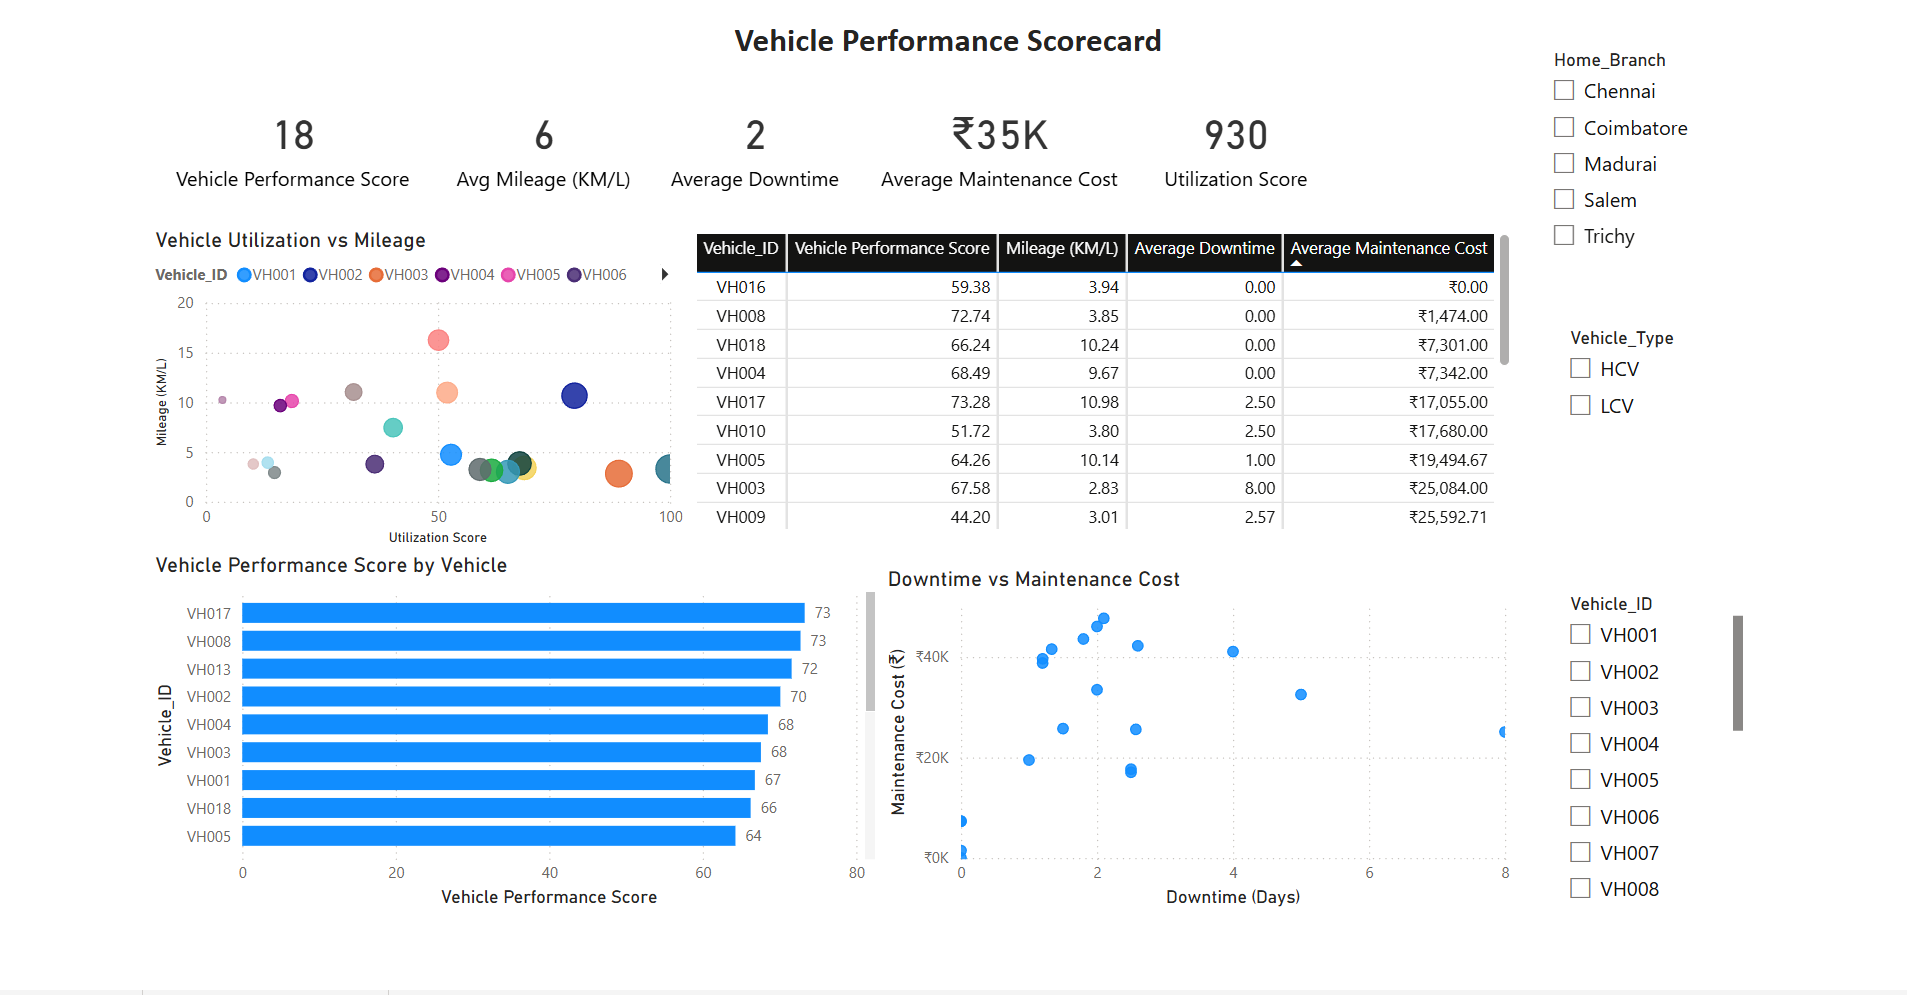 Vehicle Performance Scorecard
18
Vehicle Performance Score
6
Avg Mileage (KM/L)
2
Average Downtime
₹35K
Average Maintenance Cost
930
Utilization Score
Home_Branch
Chennai
Coimbatore
Madurai
Salem
Trichy
Vehicle Utilization vs Mileage
Vehicle_ID VH001 VH002 VH003 VH004 VH005 VH006
Mileage (KM/L)
20
15
10
5
0
0 50 100
Utilization Score
Vehicle_ID Vehicle Performance Score Mileage (KM/L) Average Downtime Average Maintenance Cost
VH016 59.38 3.94 0.00 ₹0.00
VH008 72.74 3.85 0.00 ₹1,474.00
VH018 66.24 10.24 0.00 ₹7,301.00
VH004 68.49 9.67 0.00 ₹7,342.00
VH017 73.28 10.98 2.50 ₹17,055.00
VH010 51.72 3.80 2.50 ₹17,680.00
VH005 64.26 10.14 1.00 ₹19,494.67
VH003 67.58 2.83 8.00 ₹25,084.00
VH009 44.20 3.01 2.57 ₹25,592.71
Vehicle_Type
HCV
LCV
Vehicle Performance Score by Vehicle
Vehicle_ID
VH017 73
VH008 73
VH013 72
VH002 70
VH004 68
VH003 68
VH001 67
VH018 66
VH005 64
0 20 40 60 80
Vehicle Performance Score
Downtime vs Maintenance Cost
Maintenance Cost (₹)
₹40K
₹20K
₹0K
0 2 4 6 8
Downtime (Days)
Vehicle_ID
VH001
VH002
VH003
VH004
VH005
VH006
VH007
VH008